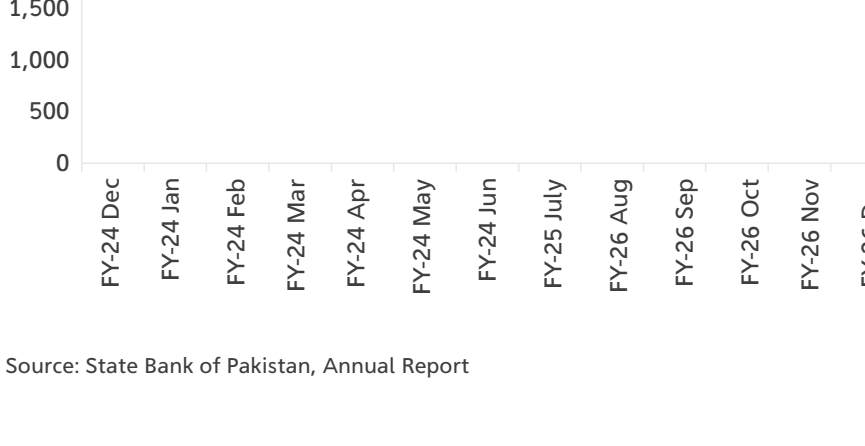 1,500
1,000
500
0
FY-24 Dec
FY-24 Jan
FY-24 Feb
FY-24 Mar
FY-24 Apr
FY-24 May
FY-24 Jun
FY-25 July
FY-26 Aug
FY-26 Sep
FY-26 Oct
FY-26 Nov
Source: State Bank of Pakistan, Annual Report